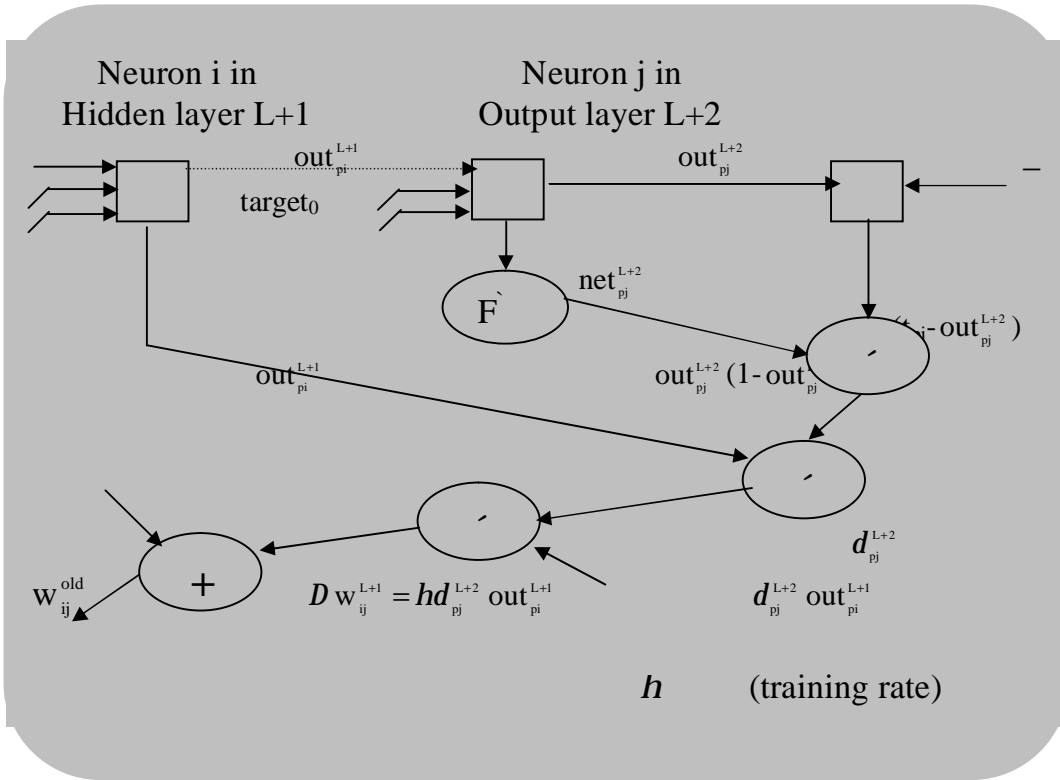 Neuron i in
Hidden layer L+1
Neuron j in
Output layer L+2
out_pi^L+1
out_pj^L+2
–
target₀
F`
net_pj^L+2
- out_pj^L+2 )
out_pi^L+1
out_pj^L+2 (1- out_pj
d_pj^L+2
+
w_ij^old
D w_ij^L+1 = hd_pj^L+2 out_pi^L+1
d_pj^L+2 out_pi^L+1
h (training rate)